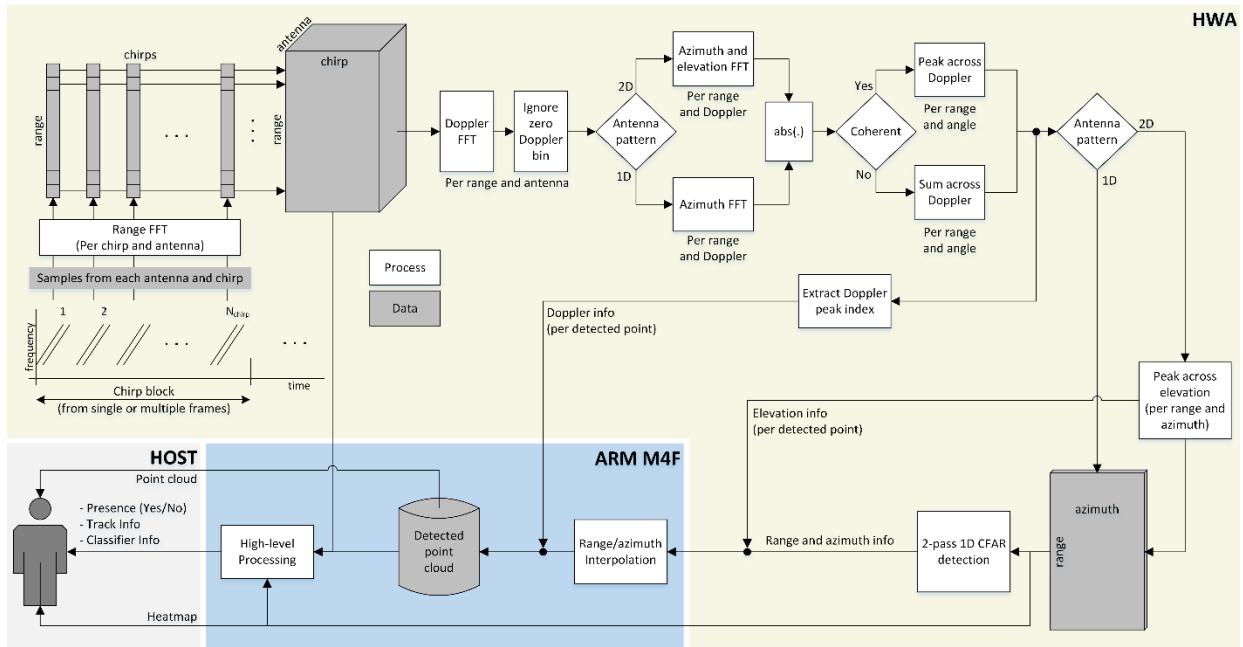 HWA
antenna
chirps
chirp
range
range
. . .
Range FFT
(Per chirp and antenna)
Samples from each antenna and chirp
1
2
Nchirp
frequency
. . .
. . .
time
Chirp block
(from single or multiple frames)
Doppler
FFT
Ignore
zero
Doppler
bin
Per range and antenna
2D
Antenna
pattern
1D
Azimuth and
elevation FFT
Per range
and Doppler
Azimuth FFT
Per range
and Doppler
abs(.)
Yes
Coherent
No
Peak across
Doppler
Per range
and angle
Sum across
Doppler
Per range
and angle
Antenna
pattern
2D
1D
Process
Data
Extract Doppler
peak index
Doppler info
(per detected point)
Peak across
elevation
(per range and
azimuth)
Elevation info
(per detected point)
azimuth
range
2-pass 1D CFAR
detection
Range and azimuth info
ARM M4F
Range/azimuth
Interpolation
Detected
point
cloud
High-level
Processing
HOST
Point cloud
- Presence (Yes/No)
- Track Info
- Classifier Info
Heatmap